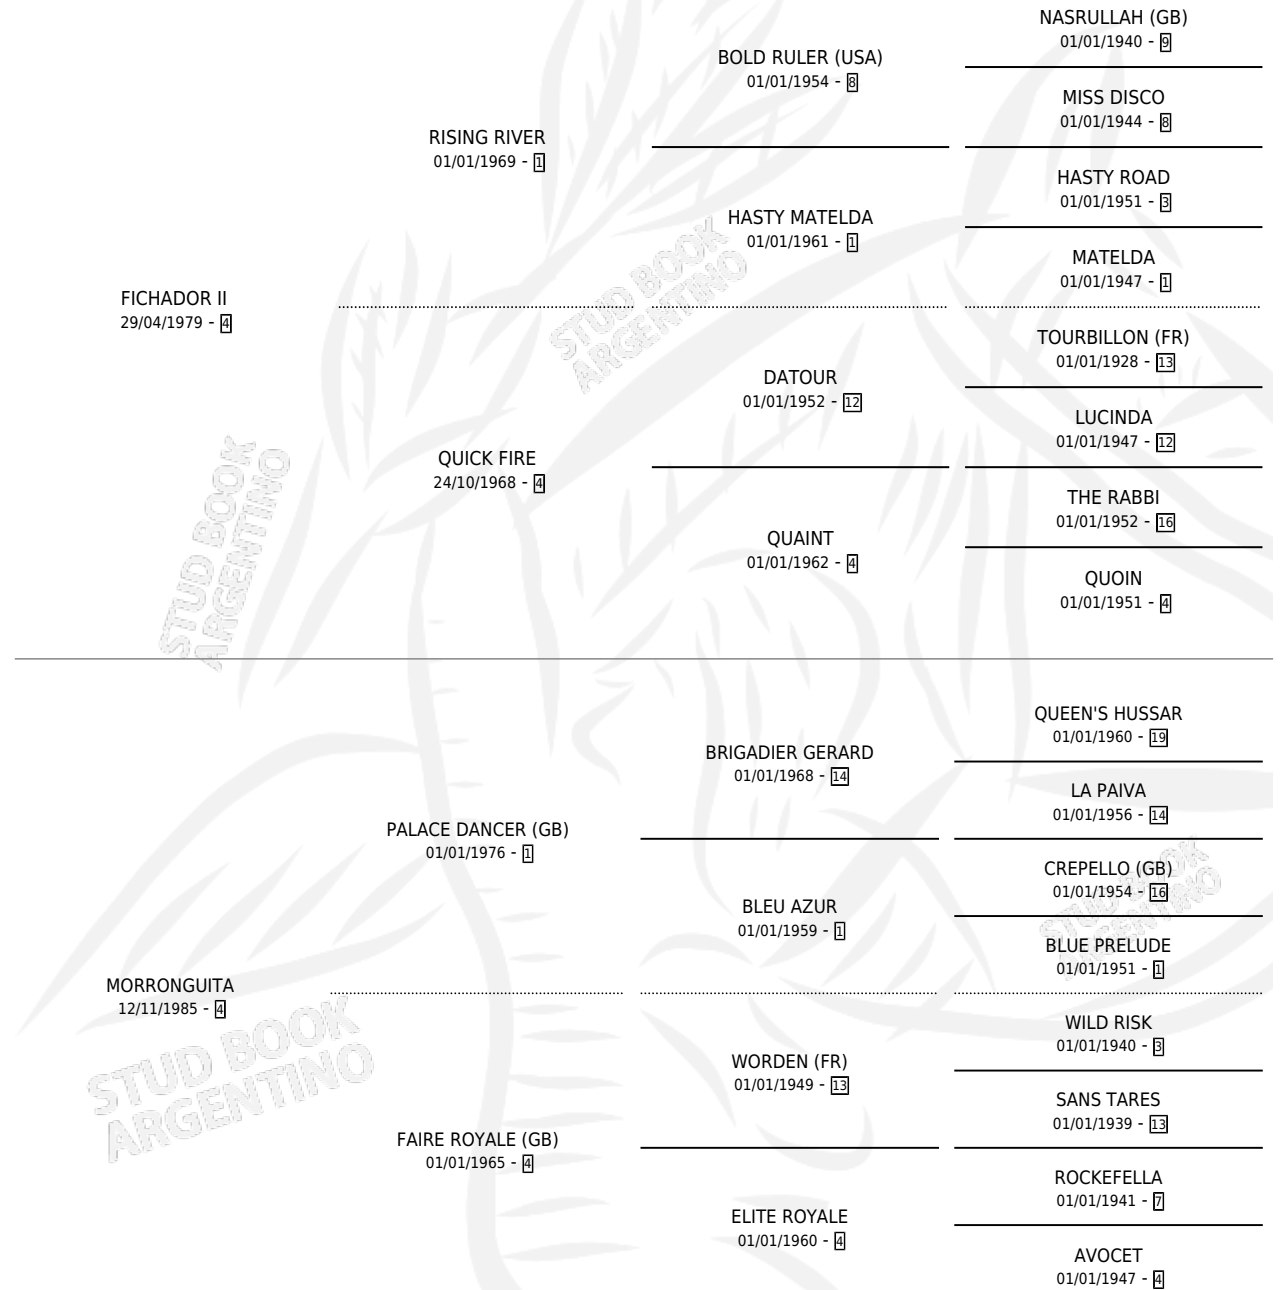 NASRULLAH (GB)
01/01/1940 - 9
BOLD RULER (USA)
01/01/1954 - 8
MISS DISCO
01/01/1944 - 8
RISING RIVER
01/01/1969 - 1
HASTY ROAD
01/01/1951 - 3
HASTY MATELDA
01/01/1961 - 1
MATELDA
01/01/1947 - 1
FICHADOR II
29/04/1979 - 4
TOURBILLON (FR)
01/01/1928 - 13
DATOUR
01/01/1952 - 12
LUCINDA
01/01/1947 - 12
QUICK FIRE
24/10/1968 - 4
THE RABBI
01/01/1952 - 16
QUAINT
01/01/1962 - 4
QUOIN
01/01/1951 - 4
QUEEN'S HUSSAR
01/01/1960 - 19
BRIGADIER GERARD
01/01/1968 - 14
LA PAIVA
01/01/1956 - 14
PALACE DANCER (GB)
01/01/1976 - 1
CREPELLO (GB)
01/01/1954 - 16
BLEU AZUR
01/01/1959 - 1
BLUE PRELUDE
01/01/1951 - 1
MORRONGUITA
12/11/1985 - 4
WILD RISK
01/01/1940 - 3
WORDEN (FR)
01/01/1949 - 13
SANS TARES
01/01/1939 - 13
FAIRE ROYALE (GB)
01/01/1965 - 4
ROCKEFELLA
01/01/1941 - 7
ELITE ROYALE
01/01/1960 - 4
AVOCET
01/01/1947 - 4
STUD BOOK
ARGENTINO
STUD BOOK
ARGENTINO
STUD BOOK
ARGENTINO
STUD BOOK
ARGENTINO